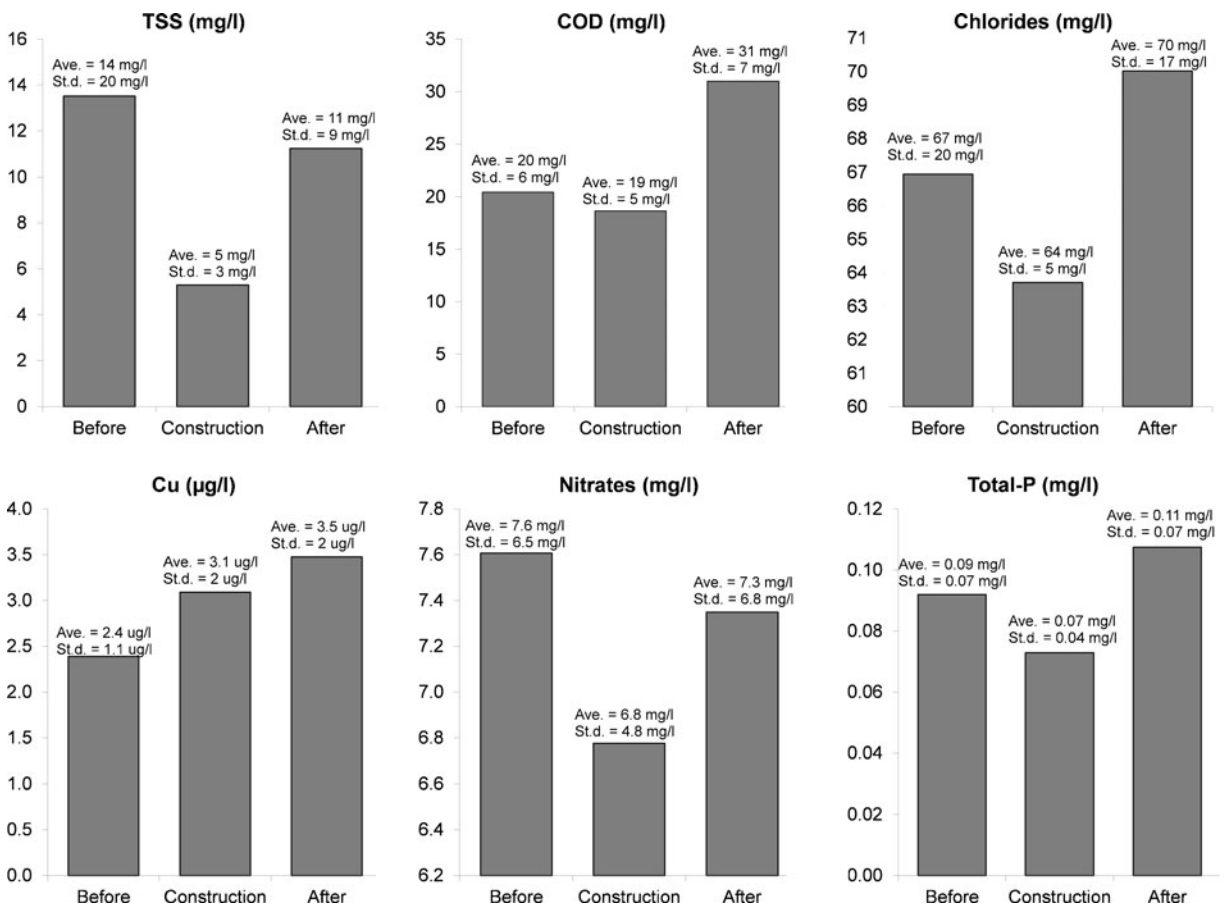 TSS (mg/l)
16
14
12
10
8
6
4
2
0
Ave. = 14 mg/l
St.d. = 20 mg/l
Ave. = 5 mg/l
St.d. = 3 mg/l
Ave. = 11 mg/l
St.d. = 9 mg/l
Before
Construction
After
COD (mg/l)
35
30
25
20
15
10
5
0
Ave. = 20 mg/l
St.d. = 6 mg/l
Ave. = 19 mg/l
St.d. = 5 mg/l
Ave. = 31 mg/l
St.d. = 7 mg/l
Before
Construction
After
Chlorides (mg/l)
71
70
69
68
67
66
65
64
63
62
61
60
Ave. = 67 mg/l
St.d. = 20 mg/l
Ave. = 64 mg/l
St.d. = 5 mg/l
Ave. = 70 mg/l
St.d. = 17 mg/l
Before
Construction
After
Cu (µg/l)
4.0
3.5
3.0
2.5
2.0
1.5
1.0
0.5
0.0
Ave. = 2.4 ug/l
St.d. = 1.1 ug/l
Ave. = 3.1 ug/l
St.d. = 2 ug/l
Ave. = 3.5 ug/l
St.d. = 2 ug/l
Before
Construction
After
Nitrates (mg/l)
7.8
7.6
7.4
7.2
7.0
6.8
6.6
6.4
6.2
Ave. = 7.6 mg/l
St.d. = 6.5 mg/l
Ave. = 6.8 mg/l
St.d. = 4.8 mg/l
Ave. = 7.3 mg/l
St.d. = 6.8 mg/l
Before
Construction
After
Total-P (mg/l)
0.12
0.10
0.08
0.06
0.04
0.02
0.00
Ave. = 0.09 mg/l
St.d. = 0.07 mg/l
Ave. = 0.07 mg/l
St.d. = 0.04 mg/l
Ave. = 0.11 mg/l
St.d. = 0.07 mg/l
Before
Construction
After